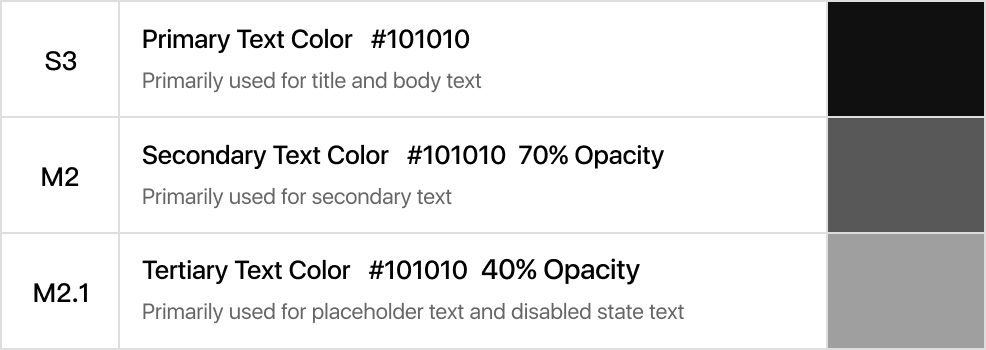 S3
Primary Text Color #101010
Primarily used for title and body text
M2
Secondary Text Color #101010 70% Opacity
Primarily used for secondary text
M2.1
Tertiary Text Color #101010 40% Opacity
Primarily used for placeholder text and disabled state text